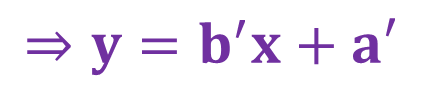 ⇒ y = b′x + a′